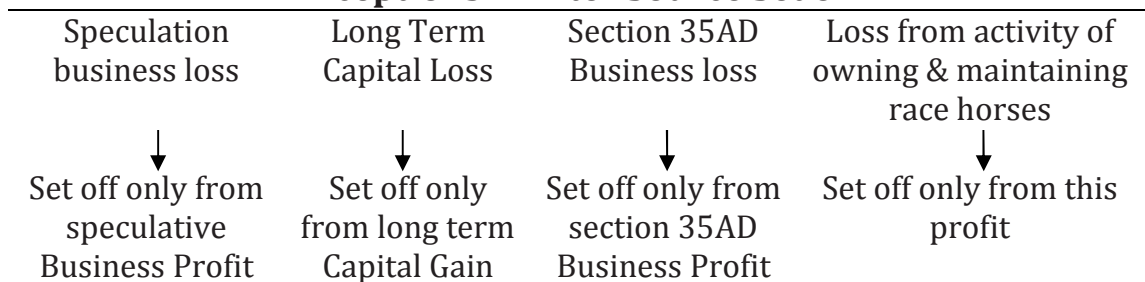 Speculation
business loss
Long Term
Capital Loss
Section 35AD
Business loss
Loss from activity of
owning & maintaining
race horses
Set off only from
speculative
Business Profit
Set off only
from long term
Capital Gain
Set off only from
section 35AD
Business Profit
Set off only from this
profit